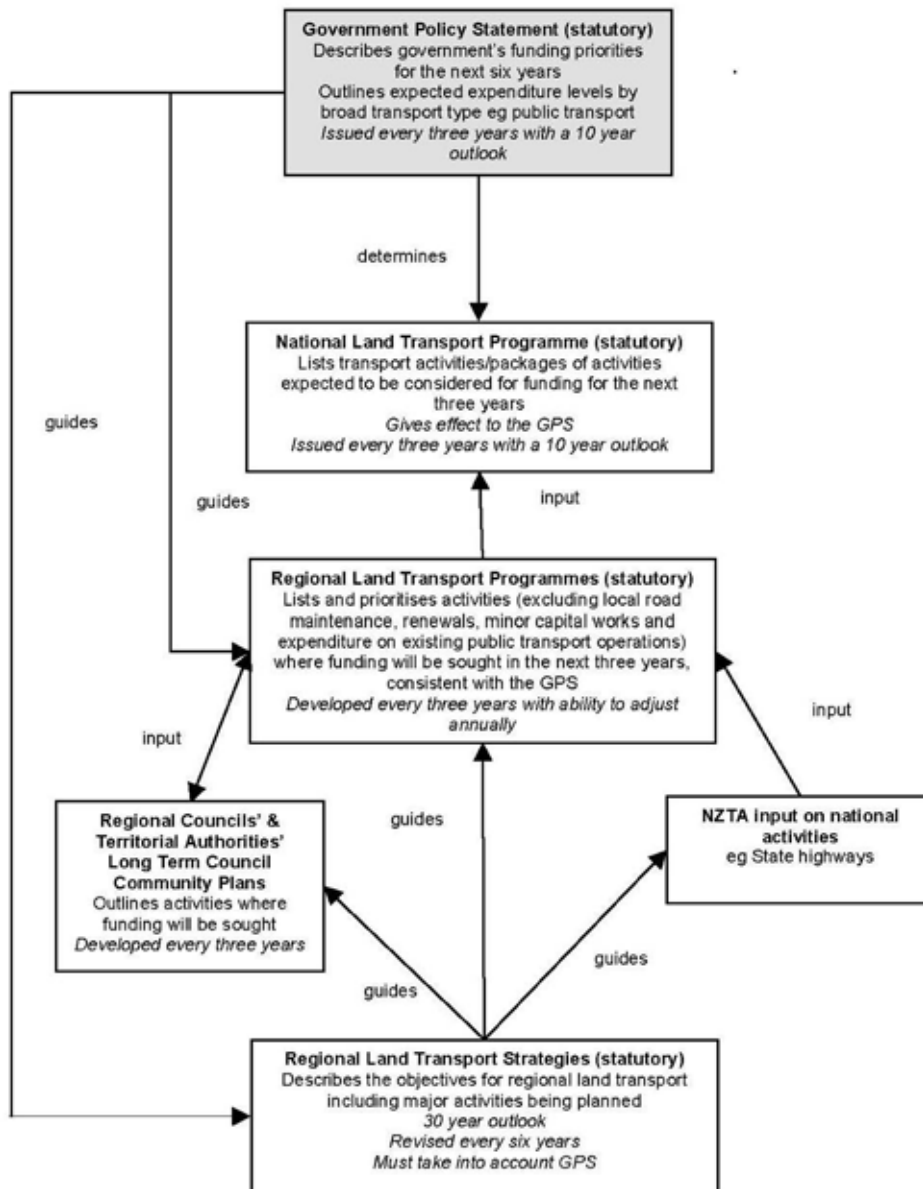 Government Policy Statement (statutory)
Describes government's funding priorities
for the next six years
Outlines expected expenditure levels by
broad transport type eg public transport
Issued every three years with a 10 year
outlook
determines
National Land Transport Programme (statutory)
Lists transport activities/packages of activities
expected to be considered for funding for the next
three years
Gives effect to the GPS
Issued every three years with a 10 year outlook
guides
guides
input
Regional Land Transport Programmes (statutory)
Lists and prioritises activities (excluding local road
maintenance, renewals, minor capital works and
expenditure on existing public transport operations)
where funding will be sought in the next three years,
consistent with the GPS
Developed every three years with ability to adjust
annually
input
input
guides
Regional Councils' &
Territorial Authorities'
Long Term Council
Community Plans
Outlines activities where
funding will be sought
Developed every three years
NZTA input on national
activities
eg State highways
guides
guides
Regional Land Transport Strategies (statutory)
Describes the objectives for regional land transport
including major activities being planned
30 year outlook
Revised every six years
Must take into account GPS